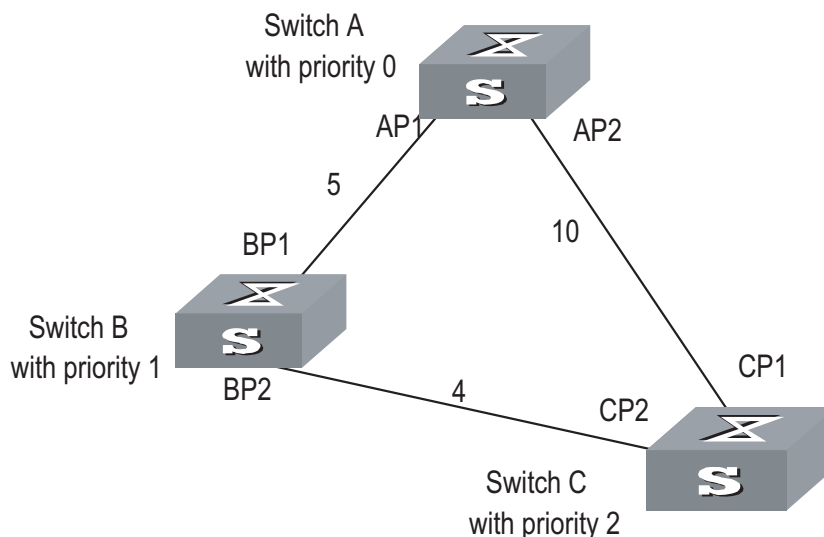 Switch A
with priority 0
S
AP1
AP2
5
10
BP1
Switch B
with priority 1
S
BP2
4
CP2
CP1
Switch C
with priority 2
S